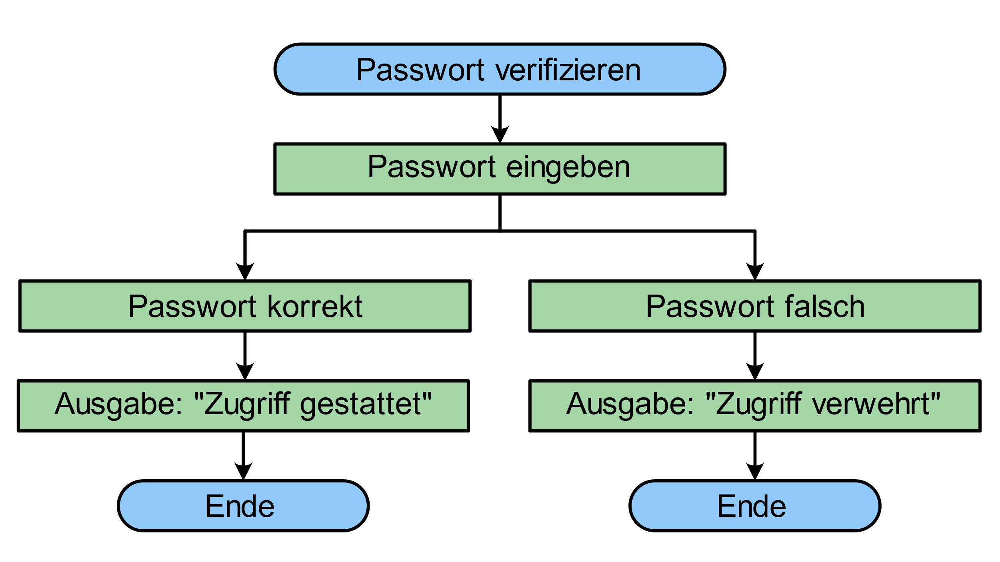 Passwort verifizieren
Passwort eingeben
Passwort korrekt
Passwort falsch
Ausgabe: "Zugriff gestattet"
Ausgabe: "Zugriff verwehrt"
Ende
Ende